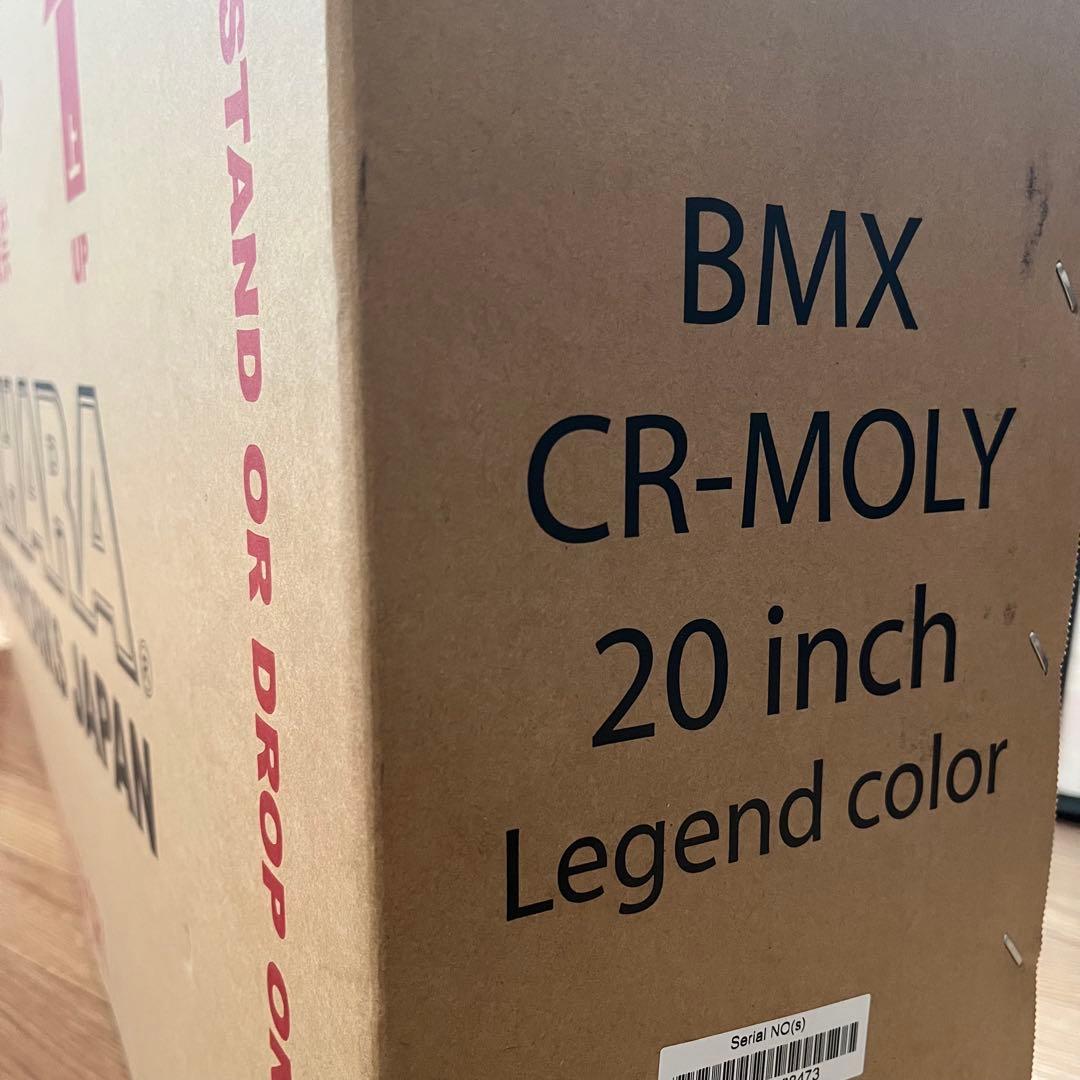 UP
STAND OR DROP ON
JAPAN
BMX
CR-MOLY
20 inch
Legend color
Serial NO(s)